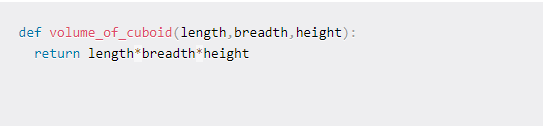 def volume_of_cuboid(length,breadth,height):
  return length*breadth*height